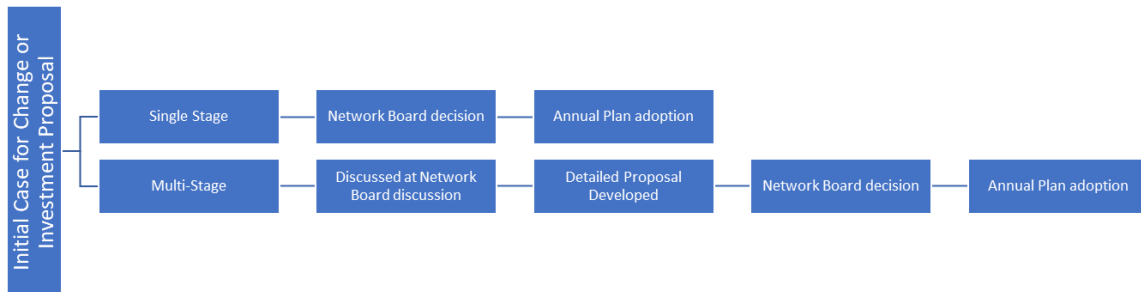 Initial Case for Change or
Investment Proposal
Single Stage
Network Board decision
Annual Plan adoption
Multi-Stage
Discussed at Network
Board discussion
Detailed Proposal
Developed
Network Board decision
Annual Plan adoption